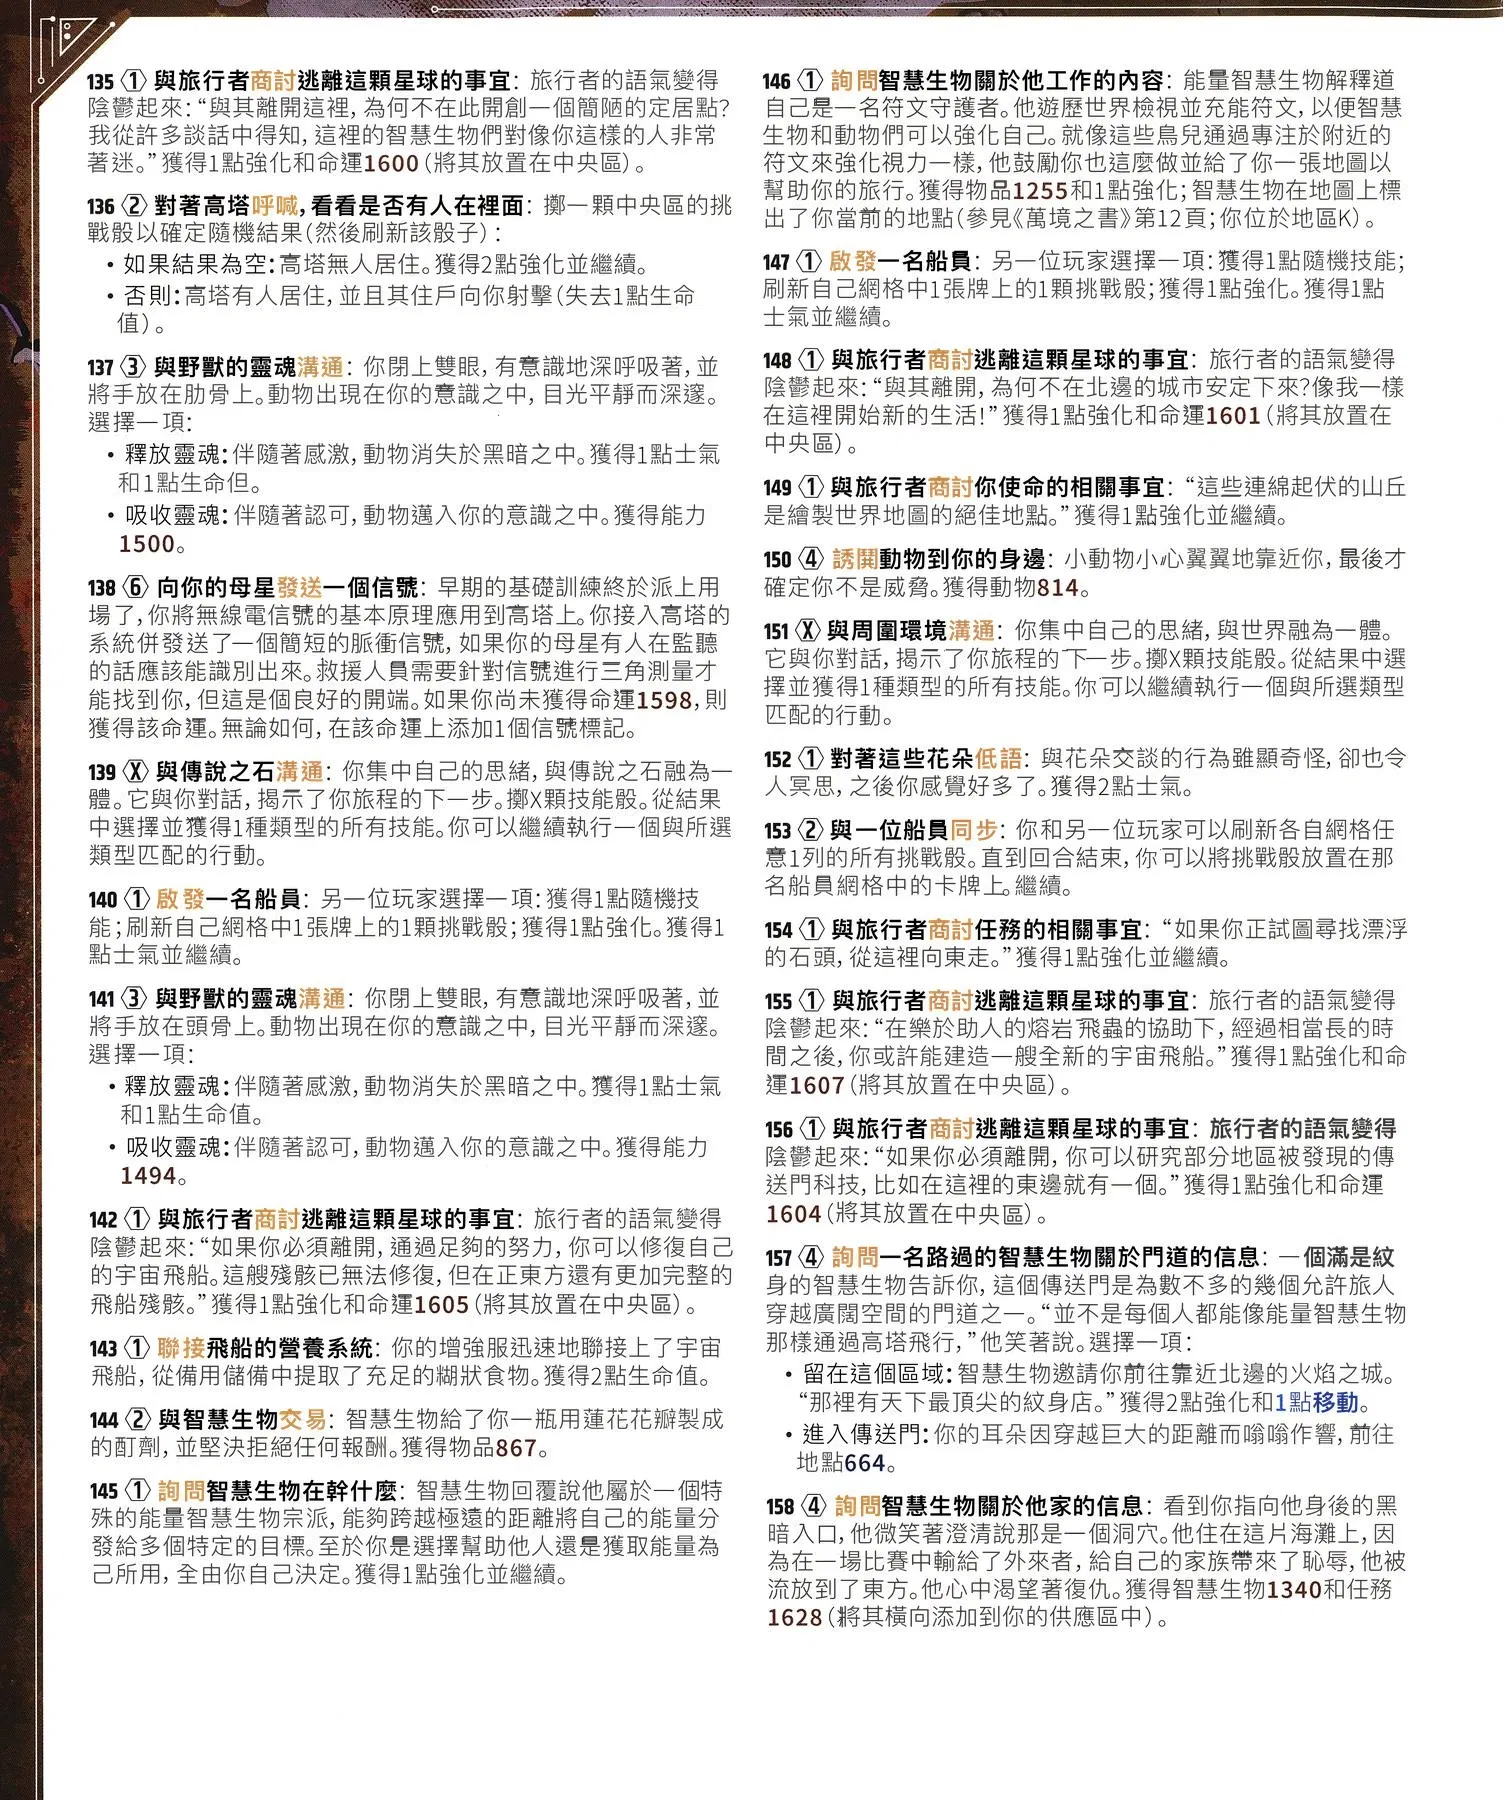 135 ① 與旅行者商討逃離這顆星球的事宜：旅行者的語氣變得
陰鬱起來：“與其離開這裡，為何不在此開創一個簡陋的定居點？
我從許多談話中得知，這裡的智慧生物們對像你這樣的人非常
著迷。”獲得1點強化和命運1600（將其放置在中央區）。
136 ② 對著高塔呼喊，看看是否有人在裡面：擲一顆中央區的挑
戰骰以確定隨機結果（然後刷新該骰子）：
• 如果結果為空：高塔無人居住。獲得2點強化並繼續。
• 否則：高塔有人居住，並且其住戶向你射擊（失去1點生命
值）。
137 ③ 與野獸的靈魂溝通：你閉上雙眼，有意識地深呼吸著，並
將手放在肋骨上。動物出現在你的意識之中，目光平靜而深邃。
選擇一項：
• 釋放靈魂：伴隨著感激，動物消失於黑暗之中。獲得1點士氣
和1點生命但。
• 吸收靈魂：伴隨著認可，動物邁入你的意識之中。獲得能力
1500。
138 ⑥ 向你的母星發送一個信號：早期的基礎訓練終於派上用
場了，你將無線電信號的基本原理應用到高塔上。你接入高塔的
系統併發送了一個簡短的脈衝信號，如果你的母星有人在監聽
的話應該能識別出來。救援人員需要針對信號進行三角測量才
能找到你，但這是個良好的開端。如果你尚未獲得命運1598，則
獲得該命運。無論如何，在該命運上添加1個信號標記。
139 Ⓧ 與傳說之石溝通：你集中自己的思緒，與傳說之石融為一
體。它與你對話，揭示了你旅程的下一步。擲X顆技能骰。從結果
中選擇並獲得1種類型的所有技能。你可以繼續執行一個與所選
類型匹配的行動。
140 ① 啟發一名船員：另一位玩家選擇一項：獲得1點隨機技
能；刷新自己網格中1張牌上的1顆挑戰骰；獲得1點強化。獲得1
點士氣並繼續。
141 ③ 與野獸的靈魂溝通：你閉上雙眼，有意識地深呼吸著，並
將手放在頭骨上。動物出現在你的意識之中，目光平靜而深邃。
選擇一項：
• 釋放靈魂：伴隨著感激，動物消失於黑暗之中。獲得1點士氣
和1點生命值。
• 吸收靈魂：伴隨著認可，動物邁入你的意識之中。獲得能力
1494。
142 ① 與旅行者商討逃離這顆星球的事宜：旅行者的語氣變得
陰鬱起來：“如果你必須離開，通過足夠的努力，你可以修復自己
的宇宙飛船。這艘殘骸已無法修復，但在正東方還有更加完整的
飛船殘骸。”獲得1點強化和命運1605（將其放置在中央區）。
143 ① 聯接飛船的營養系統：你的增強服迅速地聯接上了宇宙
飛船，從備用儲備中提取了充足的糊狀食物。獲得2點生命值。
144 ② 與智慧生物交易：智慧生物給了你一瓶用蓮花花瓣製成
的酊劑，並堅決拒絕任何報酬。獲得物品867。
145 ① 詢問智慧生物在幹什麼：智慧生物回覆說他屬於一個特
殊的能量智慧生物宗派，能夠跨越極遠的距離將自己的能量分
發給多個特定的目標。至於你是選擇幫助他人還是獲取能量為
己所用，全由你自己決定。獲得1點強化並繼續。
146 ① 詢問智慧生物關於他工作的內容：能量智慧生物解釋道
自己是一名符文守護者。他遊歷世界檢視並充能符文，以便智慧
生物和動物們可以強化自己。就像這些鳥兒通過專注於附近的
符文來強化視力一樣，他鼓勵你也這麼做並給了你一張地圖以
幫助你的旅行。獲得物品1255和1點強化；智慧生物在地圖上標
出了你當前的地點（參見《萬境之書》第12頁；你位於地區K）。
147 ① 啟發一名船員：另一位玩家選擇一項：獲得1點隨機技能；
刷新自己網格中1張牌上的1顆挑戰骰；獲得1點強化。獲得1點
士氣並繼續。
148 ① 與旅行者商討逃離這顆星球的事宜：旅行者的語氣變得
陰鬱起來：“與其離開，為何不在北邊的城市安定下來？像我一樣
在這裡開始新的生活！”獲得1點強化和命運1601（將其放置在
中央區）。
149 ① 與旅行者商討你使命的相關事宜：“這些連綿起伏的山丘
是繪製世界地圖的絕佳地點。”獲得1點強化並繼續。
150 ④ 誘鬨動物到你的身邊：小動物小心翼翼地靠近你，最後才
確定你不是威脅。獲得動物814。
151 Ⓧ 與周圍環境溝通：你集中自己的思緒，與世界融為一體。
它與你對話，揭示了你旅程的下一步。擲X顆技能骰。從結果中選
擇並獲得1種類型的所有技能。你可以繼續執行一個與所選類型
匹配的行動。
152 ① 對著這些花朵低語：與花朵交談的行為雖顯奇怪，卻也令
人冥思，之後你感覺好多了。獲得2點士氣。
153 ② 與一位船員同步：你和另一位玩家可以刷新各自網格任
意1列的所有挑戰骰。直到回合結束，你可以將挑戰骰放置在那
名船員網格中的卡牌上。繼續。
154 ① 與旅行者商討任務的相關事宜：“如果你正試圖尋找漂浮
的石頭，從這裡向東走。”獲得1點強化並繼續。
155 ① 與旅行者商討逃離這顆星球的事宜：旅行者的語氣變得
陰鬱起來：“在樂於助人的熔岩飛蟲的協助下，經過相當長的時
間之後，你或許能建造一艘全新的宇宙飛船。”獲得1點強化和命
運1607（將其放置在中央區）。
156 ① 與旅行者商討逃離這顆星球的事宜：旅行者的語氣變得
陰鬱起來：“如果你必須離開，你可以研究部分地區被發現的傳
送門科技，比如在這裡的東邊就有一個。”獲得1點強化和命運
1604（將其放置在中央區）。
157 ④ 詢問一名路過的智慧生物關於門道的信息：一個滿是紋
身的智慧生物告訴你，這個傳送門是為數不多的幾個允許旅人
穿越廣闊空間的門道之一。“並不是每個人都能像能量智慧生物
那樣通過高塔飛行，”他笑著說。選擇一項：
• 留在這個區域：智慧生物邀請你前往靠近北邊的火焰之城。
“那裡有天下最頂尖的紋身店。”獲得2點強化和1點移動。
• 進入傳送門：你的耳朵因穿越巨大的距離而嗡嗡作響，前往
地點664。
158 ④ 詢問智慧生物關於他家的信息：看到你指向他身後的黑
暗入口，他微笑著澄清說那是一個洞穴。他住在這片海灘上，因
為在一場比賽中輸給了外來者，給自己的家族帶來了恥辱，他被
流放到了東方。他心中渴望著復仇。獲得智慧生物1340和任務
1628（將其橫向添加到你的供應區中）。